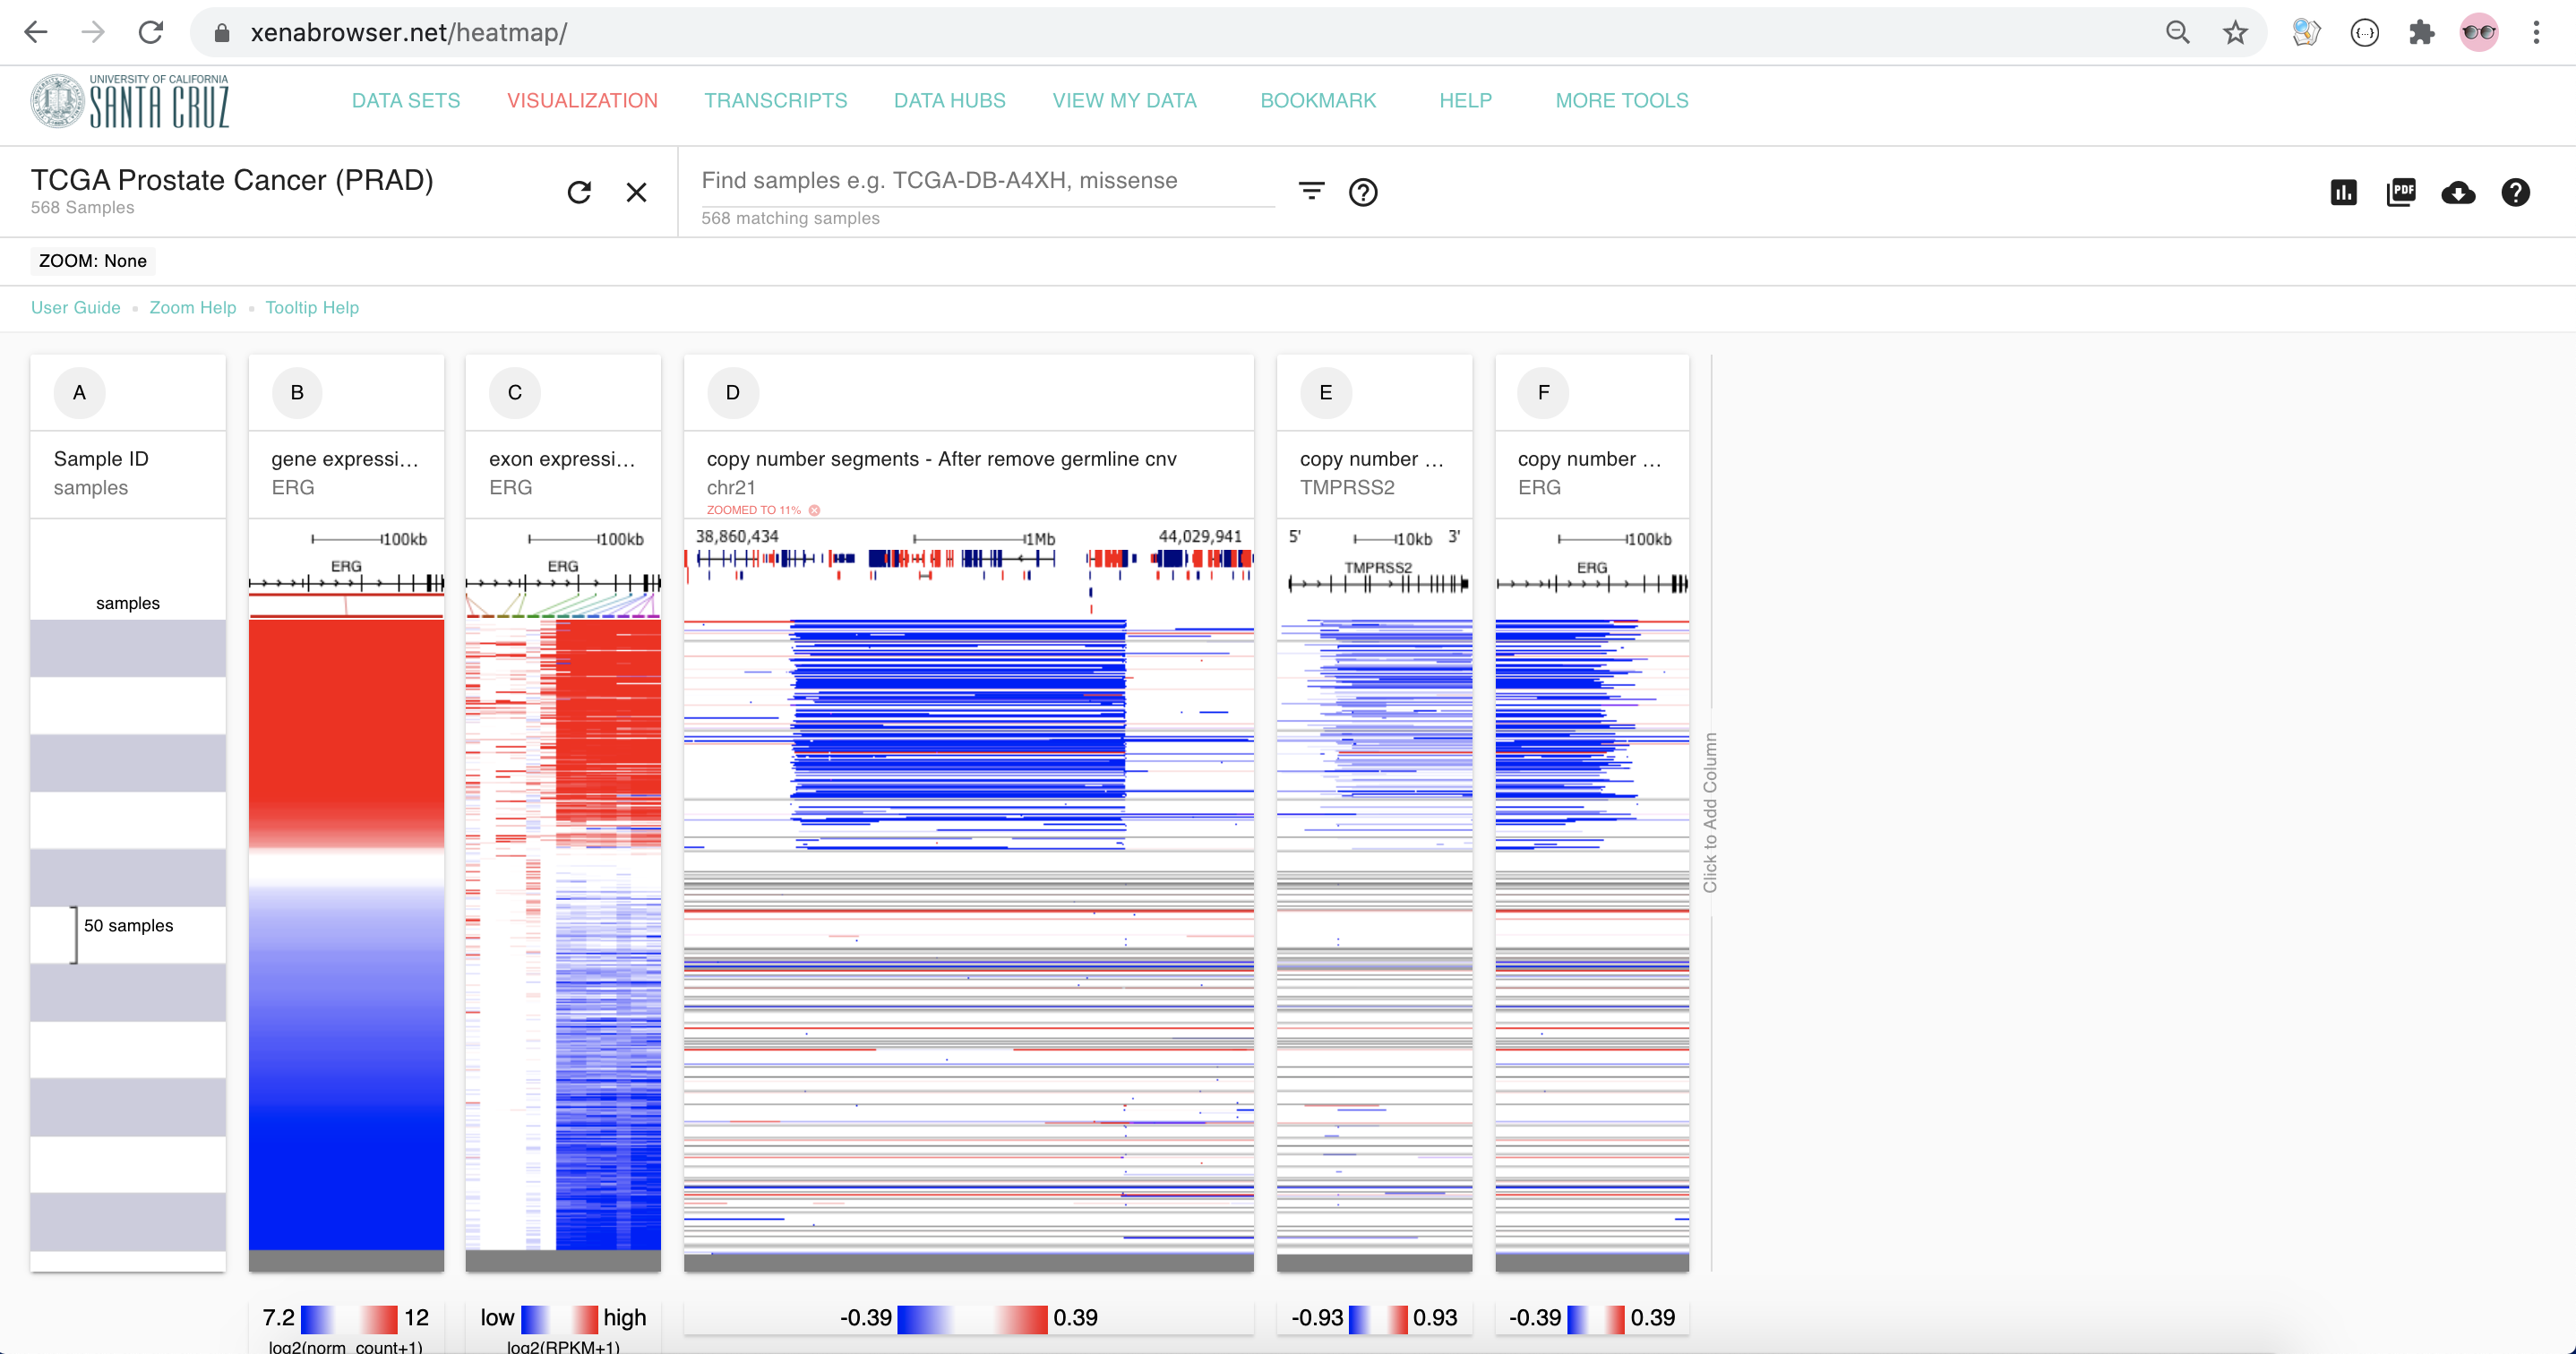 xenabrowser.net/heatmap/
UNIVERSITY OF CALIFORNIA
SANTA CRUZ
DATA SETS
VISUALIZATION
TRANSCRIPTS
DATA HUBS
VIEW MY DATA
BOOKMARK
HELP
MORE TOOLS
TCGA Prostate Cancer (PRAD)
568 Samples
Find samples e.g. TCGA-DB-A4XH, missense
568 matching samples
PDF
ZOOM: None
User Guide
Zoom Help
Tooltip Help
A
Sample ID
samples
samples
50 samples
B
gene expressi...
ERG
100kb
ERG
7.2
12
log2(norm_count+1)
C
exon expressi...
ERG
100kb
ERG
low
high
log2(RPKM+1)
D
copy number segments - After remove germline cnv
chr21
ZOOMED TO 11%
38,860,434
1Mb
44,029,941
-0.39
0.39
E
copy number ...
TMPRSS2
5'
10kb
3'
TMPRSS2
-0.93
0.93
F
copy number ...
ERG
100kb
ERG
-0.39
0.39
Click to Add Column